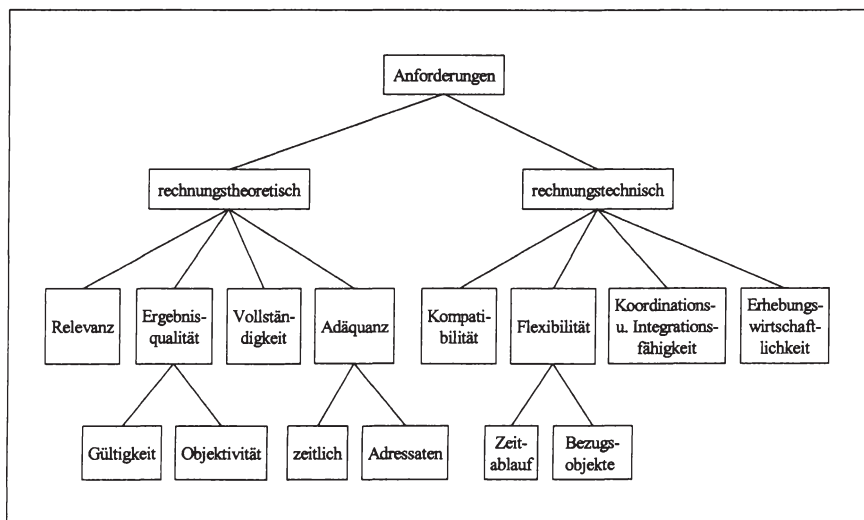 Anforderungen
rechnungstheoretisch
rechnungstechnisch
Relevanz
Ergebnis-
qualität
Vollstän-
digkeit
Adäquanz
Kompati-
bilität
Flexibilität
Koordinations-
u. Integrations-
fähigkeit
Erhebungs-
wirtschaft-
lichkeit
Gültigkeit
Objektivität
zeitlich
Adressaten
Zeit-
ablauf
Bezugs-
objekte